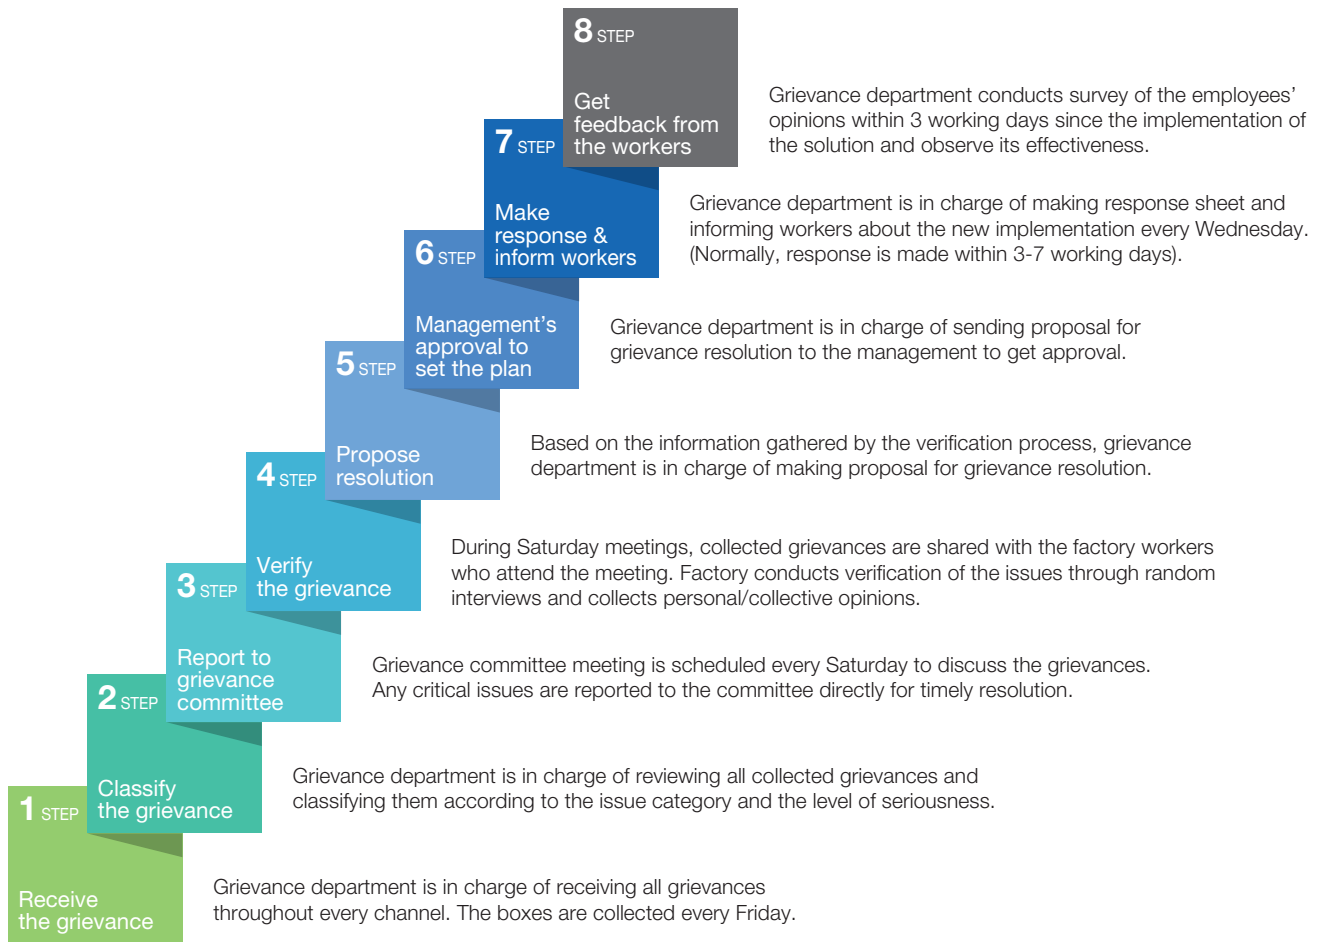 8 STEP
Get
feedback from
the workers
Grievance department conducts survey of the employees’
opinions within 3 working days since the implementation of
the solution and observe its effectiveness.
7 STEP
Make
response &
inform workers
Grievance department is in charge of making response sheet and
informing workers about the new implementation every Wednesday.
(Normally, response is made within 3-7 working days).
6 STEP
Management’s
approval to
set the plan
Grievance department is in charge of sending proposal for
grievance resolution to the management to get approval.
5 STEP
Propose
resolution
Based on the information gathered by the verification process, grievance
department is in charge of making proposal for grievance resolution.
4 STEP
Verify
the grievance
During Saturday meetings, collected grievances are shared with the factory workers
who attend the meeting. Factory conducts verification of the issues through random
interviews and collects personal/collective opinions.
3 STEP
Report to
grievance
committee
Grievance committee meeting is scheduled every Saturday to discuss the grievances.
Any critical issues are reported to the committee directly for timely resolution.
2 STEP
Classify
the grievance
Grievance department is in charge of reviewing all collected grievances and
classifying them according to the issue category and the level of seriousness.
1 STEP
Receive
the grievance
Grievance department is in charge of receiving all grievances
throughout every channel. The boxes are collected every Friday.